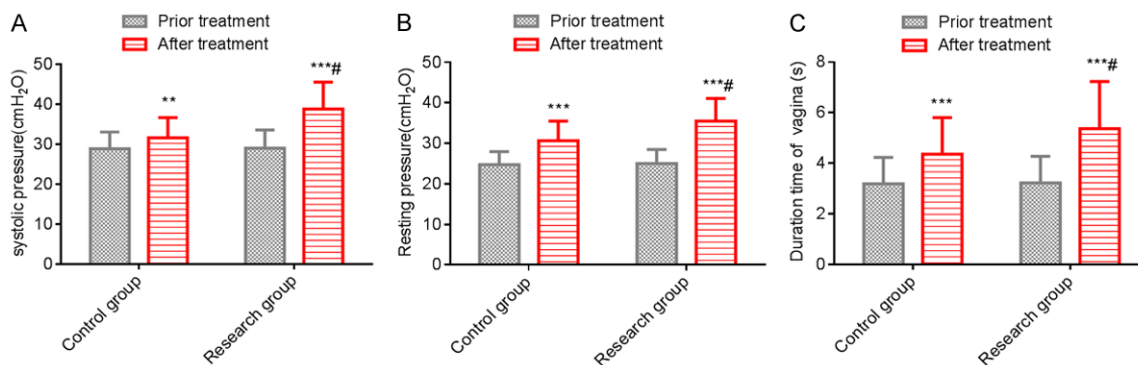 A
Prior treatment
After treatment
systolic pressure(cmH₂O)
50
40
30
20
10
0
**
***#
Control group
Research group
B
Prior treatment
After treatment
Resting pressure(cmH₂O)
50
40
30
20
10
0
***
***#
Control group
Research group
C
Prior treatment
After treatment
Duration time of vagina (s)
8
6
4
2
0
***
***#
Control group
Research group